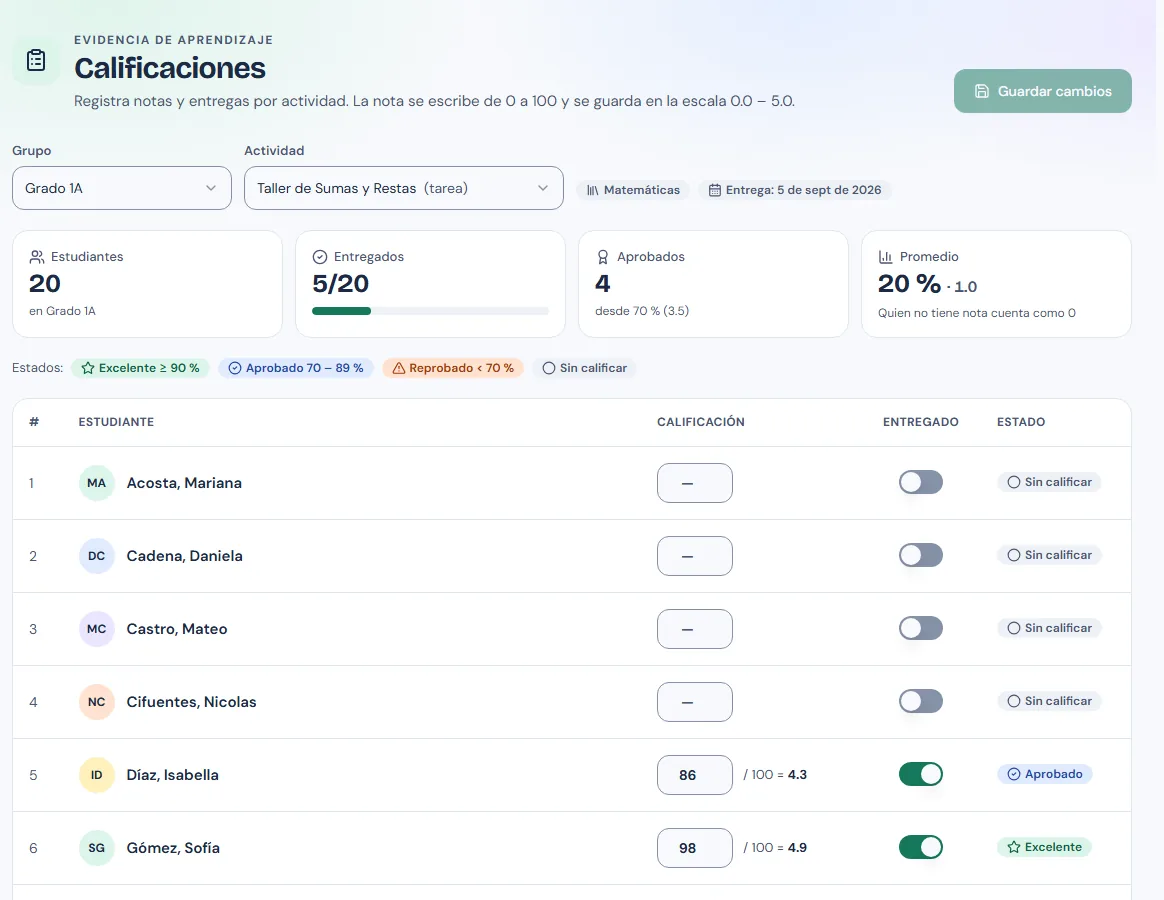 EVIDENCIA DE APRENDIZAJE
Calificaciones
Registra notas y entregas por actividad. La nota se escribe de 0 a 100 y se guarda en la escala 0.0 – 5.0.
Guardar cambios
Grupo
Actividad
Grado 1A
Taller de Sumas y Restas (tarea)
Matemáticas
Entrega: 5 de sept de 2026
Estudiantes
20
en Grado 1A
Entregados
5/20
Aprobados
4
desde 70 % (3.5)
Promedio
20 % · 1.0
Quien no tiene nota cuenta como 0
Estados: Excelente ≥ 90 % Aprobado 70 – 89 % Reprobado < 70 % Sin calificar
# ESTUDIANTE CALIFICACIÓN ENTREGADO ESTADO
1 MA Acosta, Mariana — Sin calificar
2 DC Cadena, Daniela — Sin calificar
3 MC Castro, Mateo — Sin calificar
4 NC Cifuentes, Nicolas — Sin calificar
5 ID Díaz, Isabella 86 / 100 = 4.3 Aprobado
6 SG Gómez, Sofía 98 / 100 = 4.9 Excelente